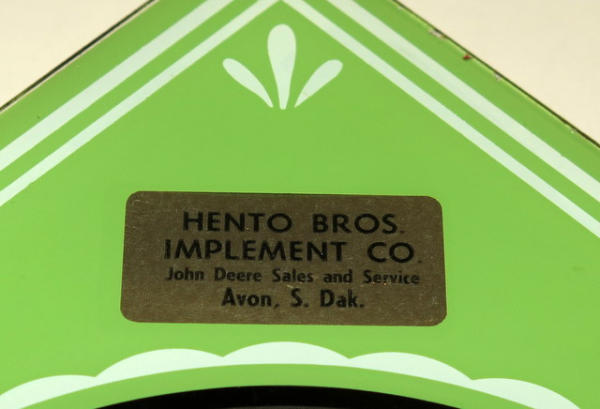 HENTO BROS.
IMPLEMENT CO.
John Deere Sales and Service
Avon, S. Dak.